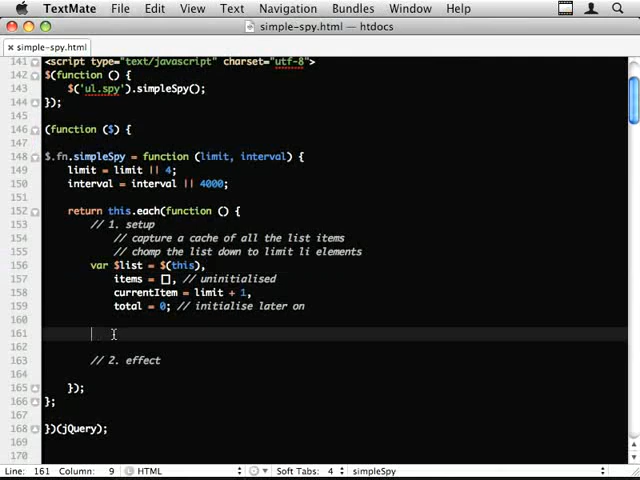 TextMate File Edit View Text Navigation Bundles Window Help
simple-spy.html — htdocs
× simple-spy.html
141 <script type="text/javascript" charset="utf-8">
142 $(function () {
143 $('ul.spy').simpleSpy();
144 });
145
146 (function ($) {
147
148 $.fn.simpleSpy = function (limit, interval) {
149 limit = limit || 4;
150 interval = interval || 4000;
151
152 return this.each(function () {
153 // 1. setup
154 // capture a cache of all the list items
155 // chomp the list down to limit li elements
156 var $list = $(this),
157 items = [], // uninitialised
158 currentItem = limit + 1,
159 total = 0; // initialise later on
160
161
162
163 // 2. effect
164
165 });
166 };
167
168 })(jQuery);
169
170
Line: 161 Column: 9 HTML Soft Tabs: 4 simpleSpy